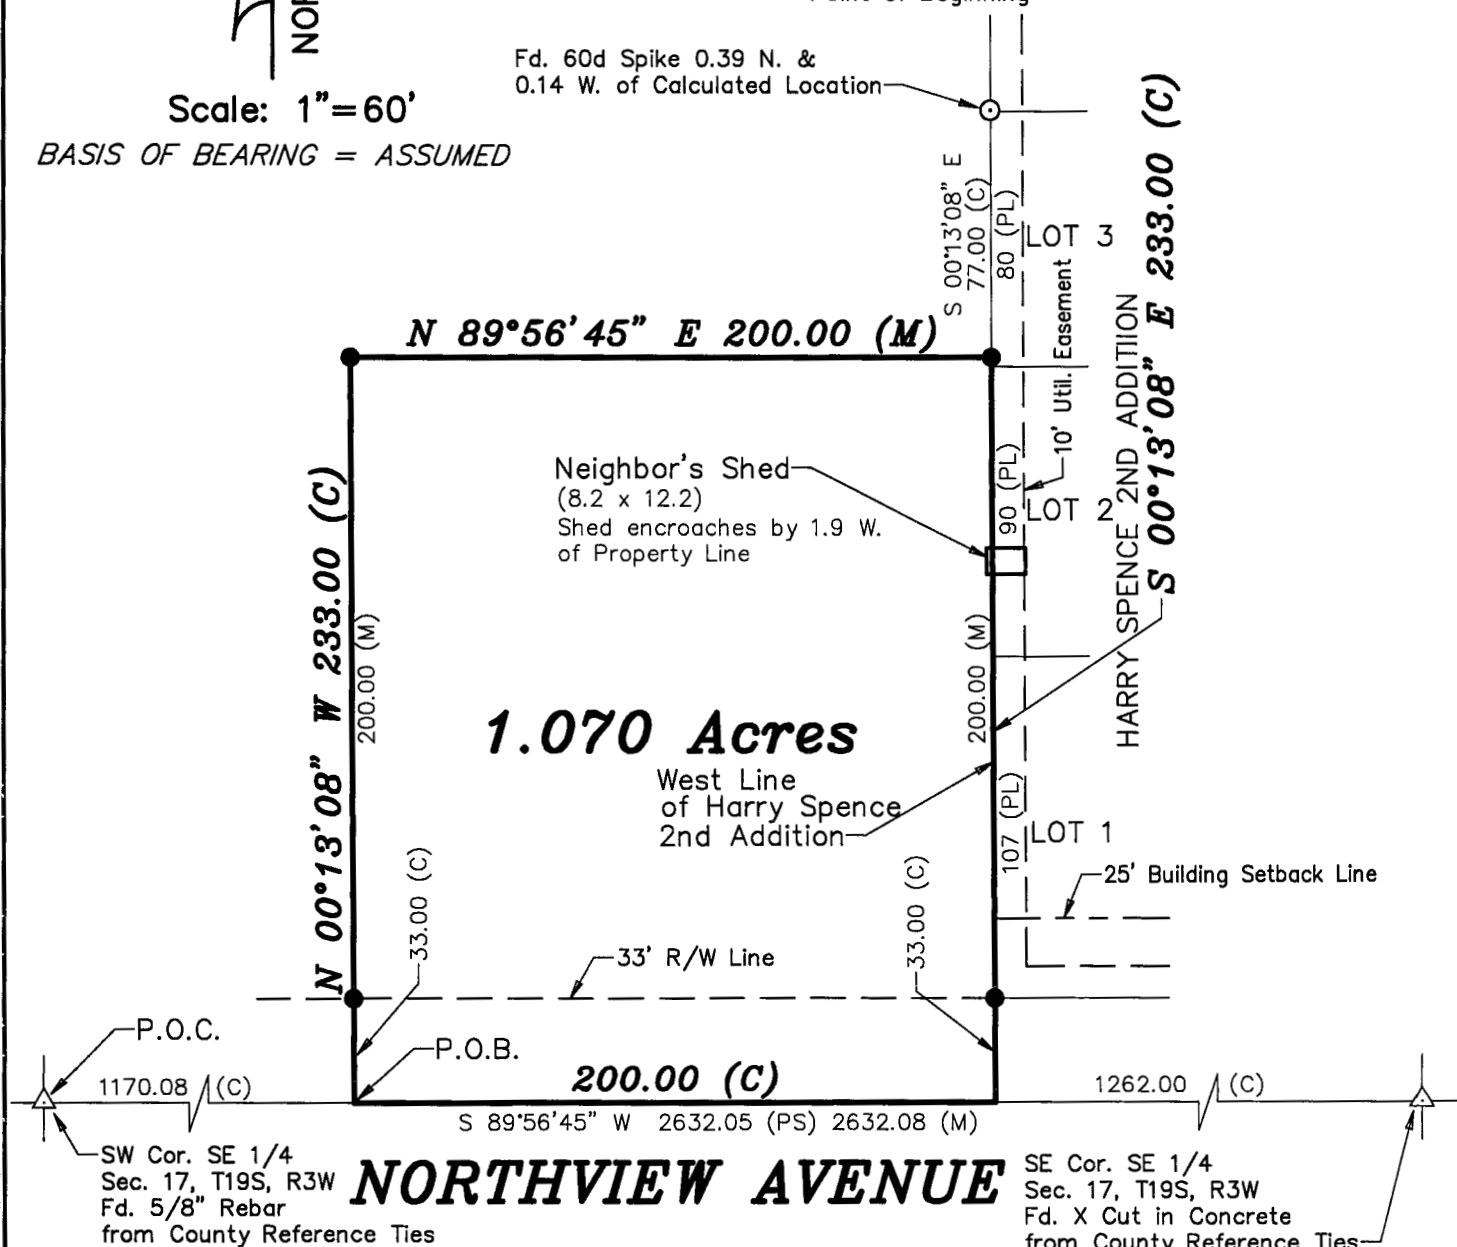 NOR
Fd. 60d Spike 0.39 N. &
0.14 W. of Calculated Location
Scale: 1"=60'
BASIS OF BEARING = ASSUMED
S 00°13'08" E
77.00 (C)
80 (PL)
LOT 3
S 00°13'08" E 233.00 (C)
10' Util. Easement
HARRY SPENCE 2ND ADDITION
N 89°56'45" E 200.00 (M)
N 00°13'08" W 233.00 (C)
200.00 (M)
Neighbor's Shed
(8.2 x 12.2)
Shed encroaches by 1.9 W.
of Property Line
90 (PL)
LOT 2
200.00 (M)
1.070 Acres
West Line
of Harry Spence
2nd Addition
107 (PL)
LOT 1
25' Building Setback Line
33.00 (C)
33.00 (C)
33' R/W Line
P.O.C.
P.O.B.
1170.08 (C)
200.00 (C)
1262.00 (C)
S 89°56'45" W 2632.05 (PS) 2632.08 (M)
SW Cor. SE 1/4
Sec. 17, T19S, R3W
Fd. 5/8" Rebar
from County Reference Ties
NORTHVIEW AVENUE
SE Cor. SE 1/4
Sec. 17, T19S, R3W
Fd. X Cut in Concrete
from County Reference Ties